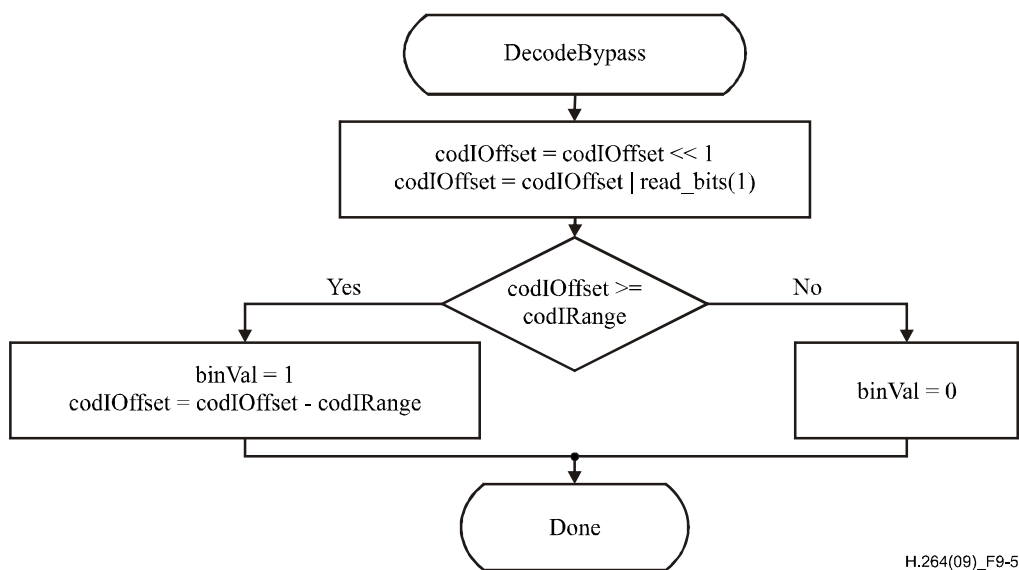 DecodeBypass
codIOffset = codIOffset << 1
codIOffset = codIOffset | read_bits(1)
Yes
codIOffset >=
codIRange
No
binVal = 1
codIOffset = codIOffset - codIRange
binVal = 0
Done
H.264(09)_F9-5